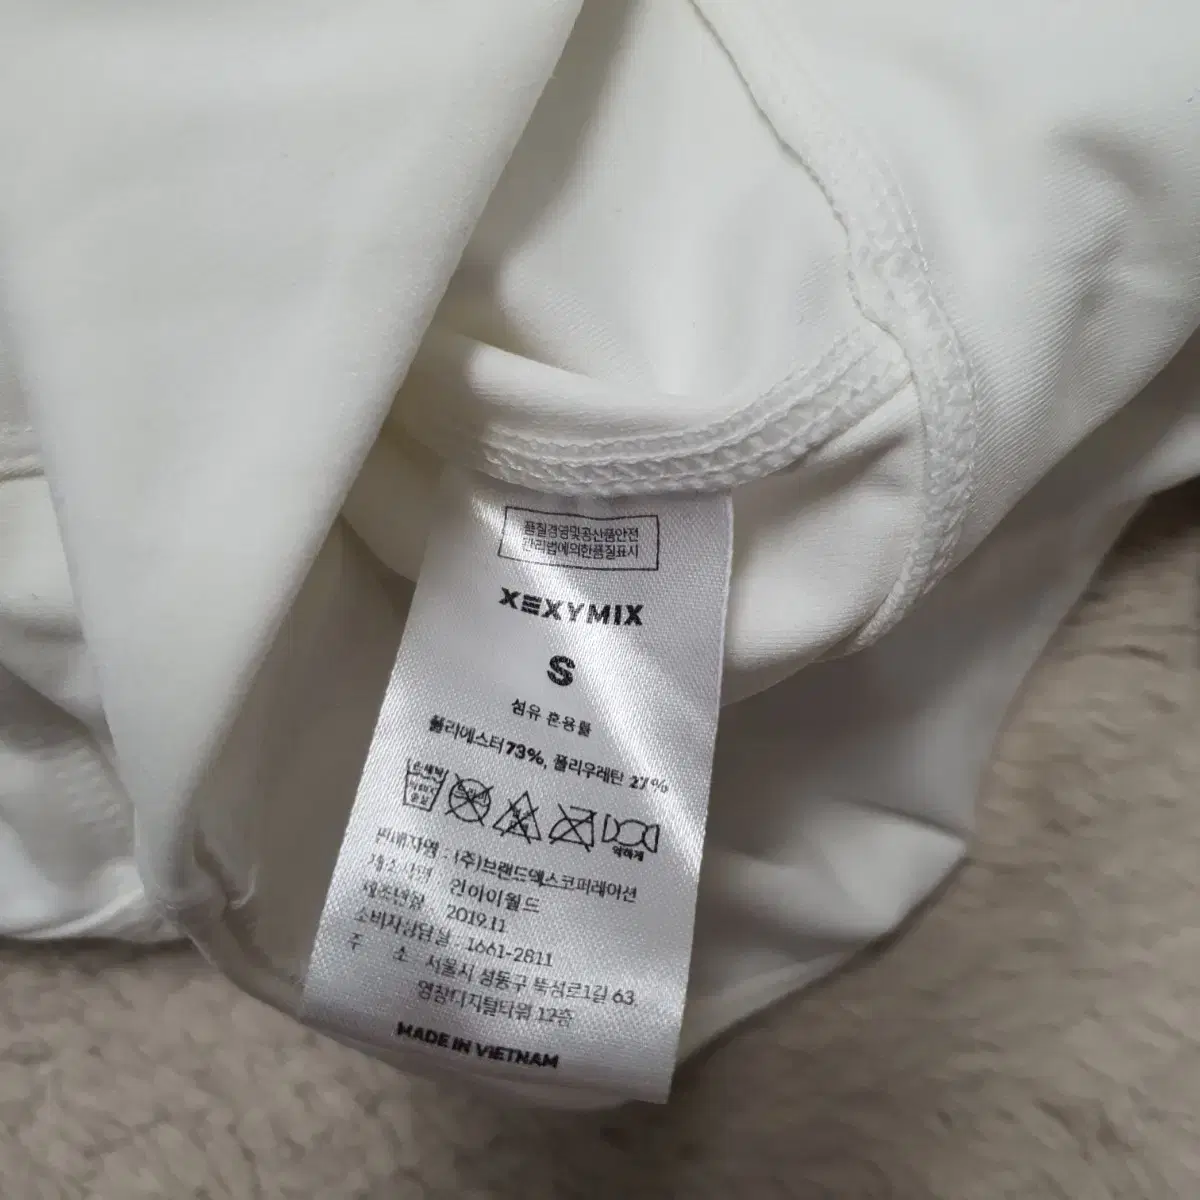 품질경영및공산품안전
관리법에의한품질표시
XEXYMIX
S
섬유 혼용률
폴리에스터 73%, 폴리우레탄 27%
손세탁
약하게
판매자명 : (주)브랜드엑스코퍼레이션
제조자명 인아이월드
제조년월 2019.11
소비자상담실 : 1661-2811
주 소 서울시 성동구 뚝섬로1길 63,
영창디지털타워 12층
MADE IN VIETNAM